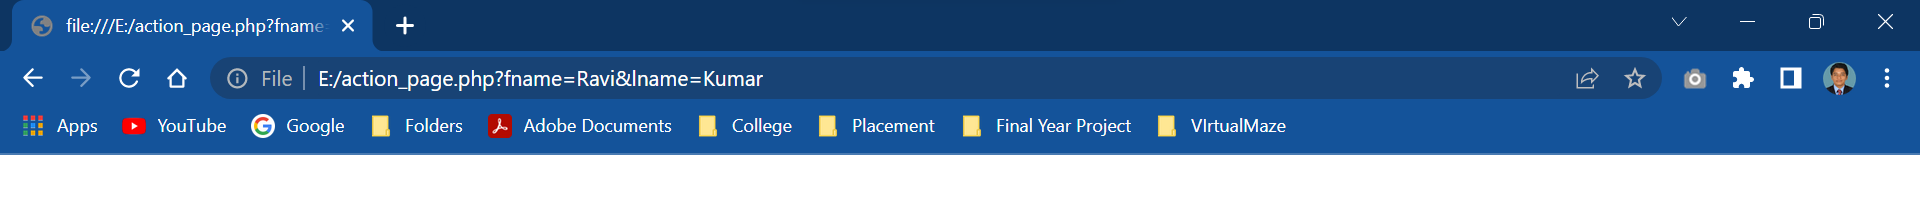 file:///E:/action_page.php?fname=
File E:/action_page.php?fname=Ravi&lname=Kumar
Apps YouTube Google Folders Adobe Documents College Placement Final Year Project VIrtualMaze